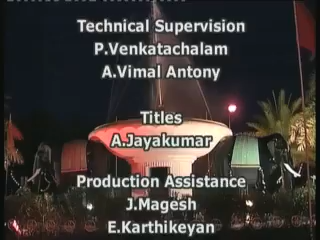 Technical Supervision
P.Venkatachalam
A.Vimal Antony
Titles
A.Jayakumar
Production Assistance
J.Magesh
E.Karthikeyan